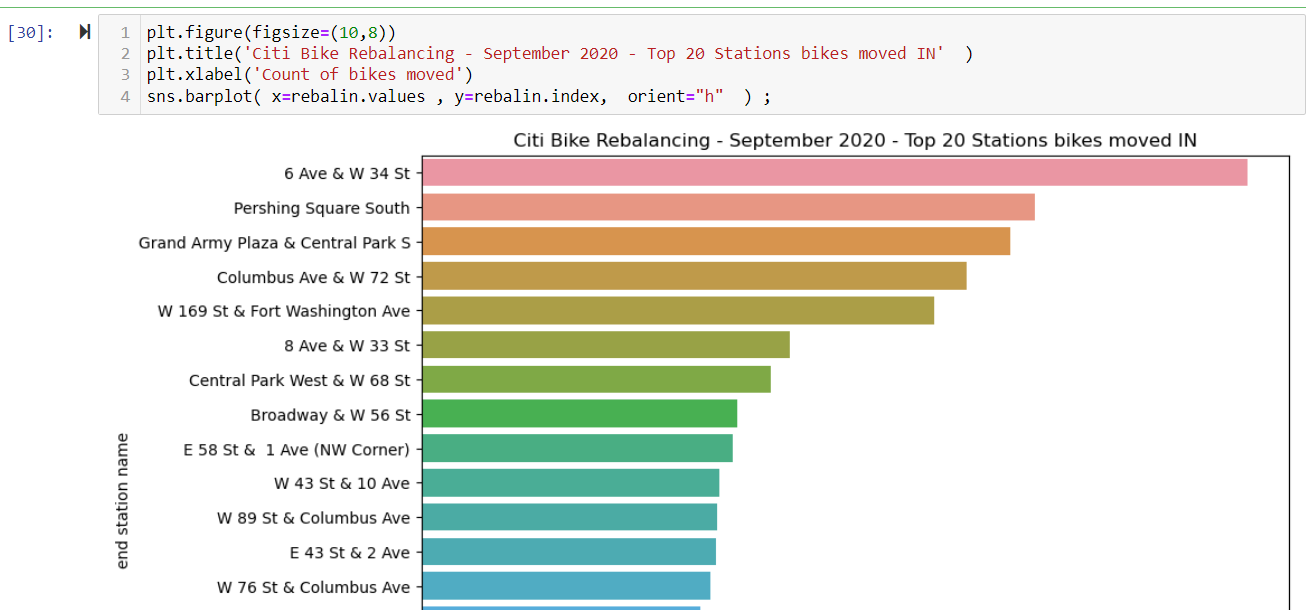 [30]:
1 plt.figure(figsize=(10,8))
2 plt.title('Citi Bike Rebalancing - September 2020 - Top 20 Stations bikes moved IN'  )
3 plt.xlabel('Count of bikes moved')
4 sns.barplot( x=rebalin.values , y=rebalin.index,  orient="h"  ) ;
Citi Bike Rebalancing - September 2020 - Top 20 Stations bikes moved IN
6 Ave & W 34 St
Pershing Square South
Grand Army Plaza & Central Park S
Columbus Ave & W 72 St
W 169 St & Fort Washington Ave
8 Ave & W 33 St
Central Park West & W 68 St
Broadway & W 56 St
E 58 St &  1 Ave (NW Corner)
W 43 St & 10 Ave
W 89 St & Columbus Ave
E 43 St & 2 Ave
W 76 St & Columbus Ave
end station name